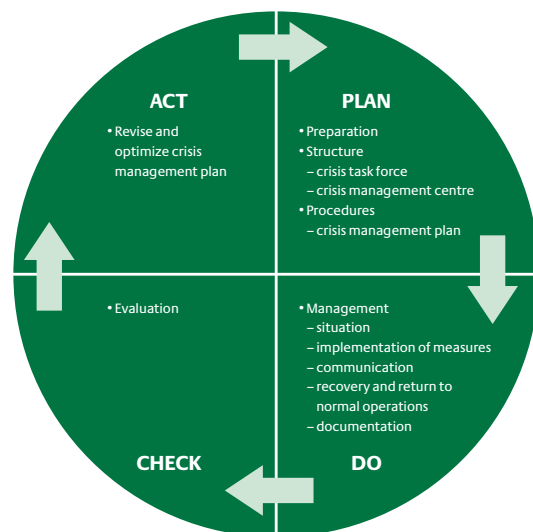 ACT
• Revise and
optimize crisis
management plan
PLAN
• Preparation
• Structure
– crisis task force
– crisis management centre
• Procedures
– crisis management plan
• Evaluation
CHECK
• Management
– situation
– implementation of measures
– communication
– recovery and return to
normal operations
– documentation
DO